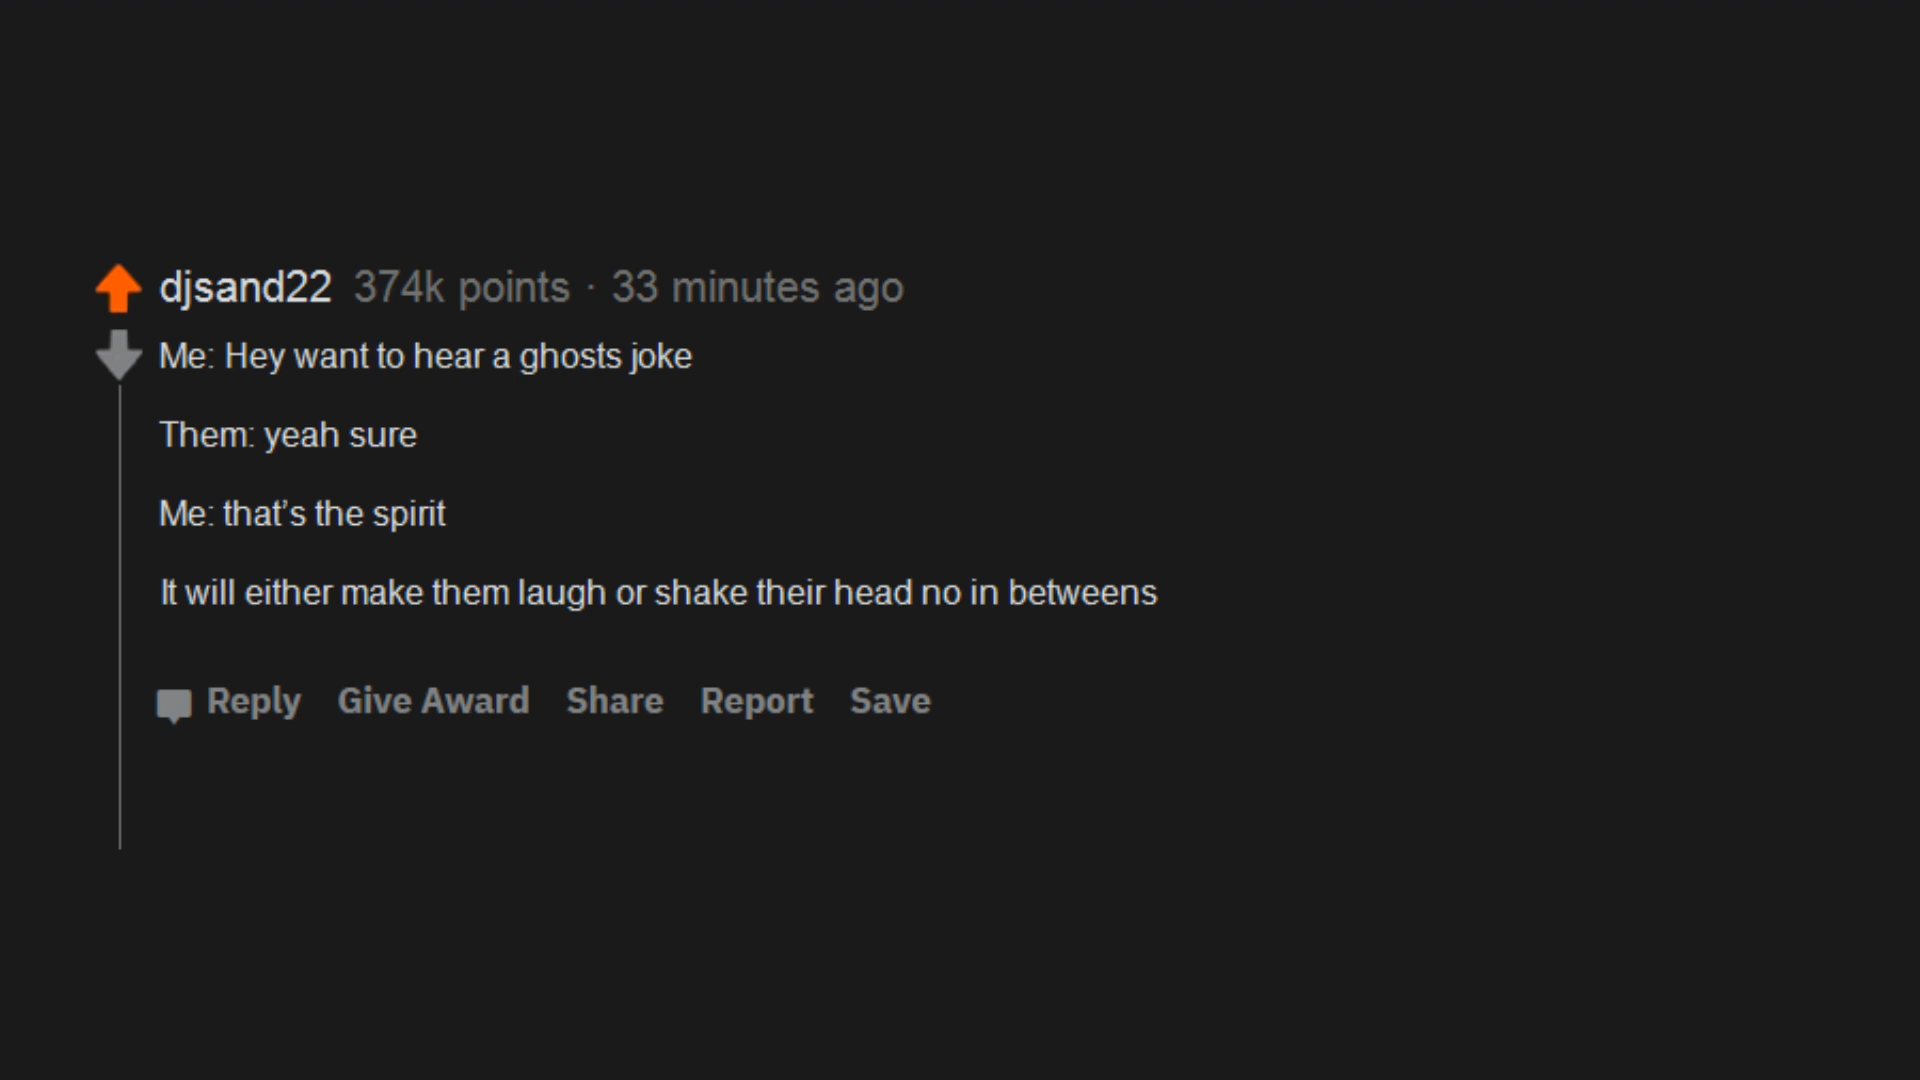 djsand22 374k points · 33 minutes ago
Me: Hey want to hear a ghosts joke
Them: yeah sure
Me: that’s the spirit
It will either make them laugh or shake their head no in betweens
Reply Give Award Share Report Save